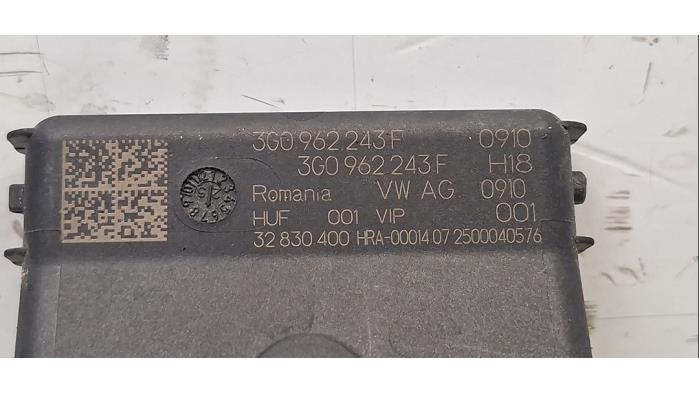 3G0 962 243 F 0910
3G0 962 243 F H18
Romania VW AG 0910
HUF 001 VIP 001
32 830 400 HRA-00014 07 2500040576